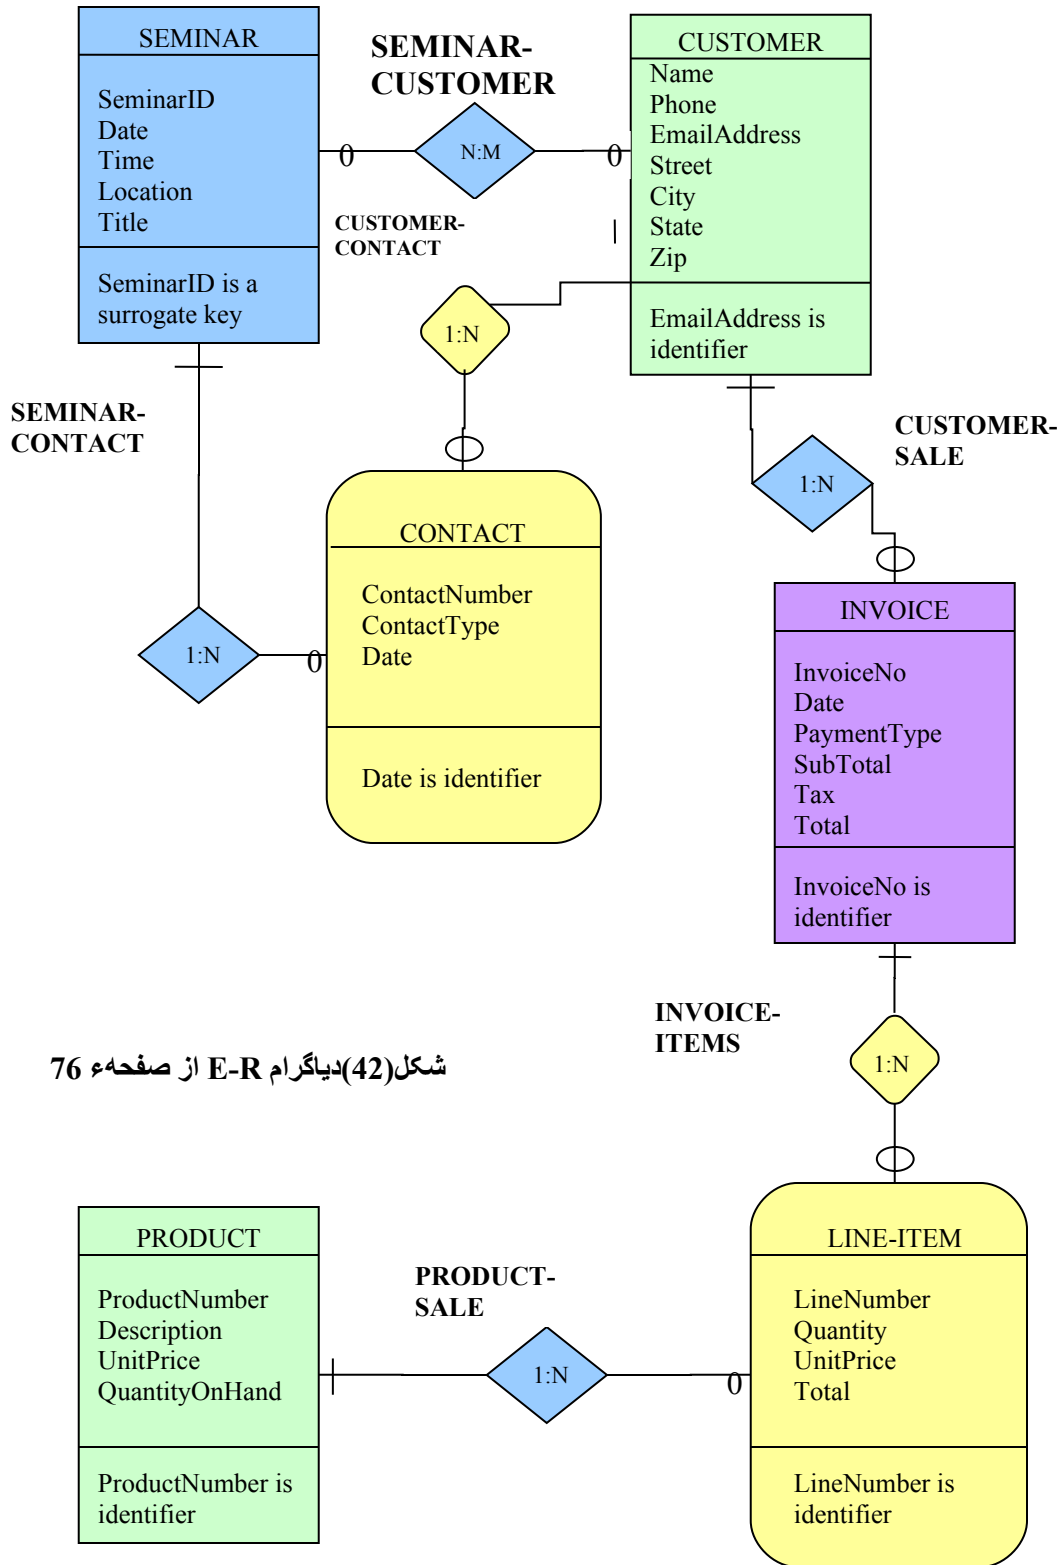 SEMINAR
SeminarID
Date
Time
Location
Title
SeminarID is a
surrogate key
SEMINAR-
CUSTOMER
N:M
0
0
CUSTOMER
Name
Phone
EmailAddress
Street
City
State
Zip
EmailAddress is
identifier
CUSTOMER-
CONTACT
1:N
SEMINAR-
CONTACT
1:N
0
CONTACT
ContactNumber
ContactType
Date
Date is identifier
CUSTOMER-
SALE
1:N
INVOICE
InvoiceNo
Date
PaymentType
SubTotal
Tax
Total
InvoiceNo is
identifier
INVOICE-
ITEMS
1:N
شکل(42)دیاگرام E-R از صفحهء 76
PRODUCT
ProductNumber
Description
UnitPrice
QuantityOnHand
ProductNumber is
identifier
PRODUCT-
SALE
1:N
0
LINE-ITEM
LineNumber
Quantity
UnitPrice
Total
LineNumber is
identifier